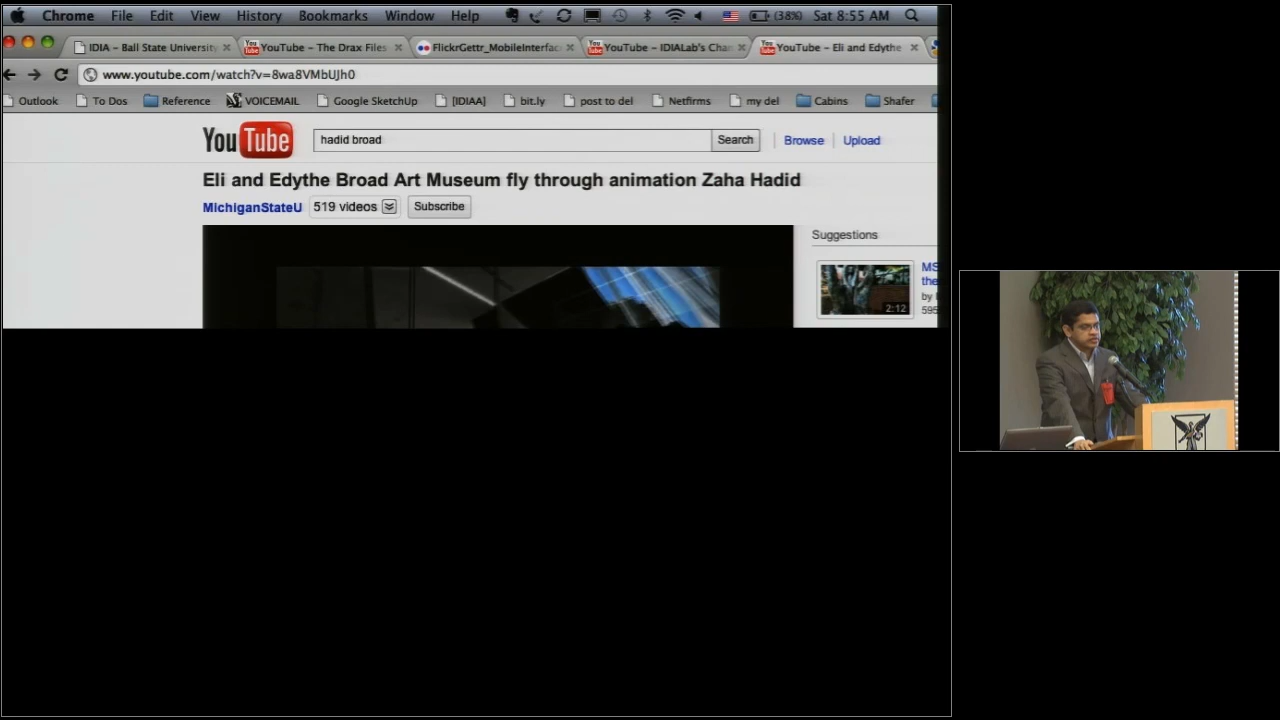 Chrome File Edit View History Bookmarks Window Help (38%) Sat 8:55 AM
IDIA – Ball State University YouTube – The Drax Files FlickrGettr_MobileInterfac YouTube – IDIALab's Cha YouTube – Eli and Edythe
www.youtube.com/watch?v=8wa8VMbUJh0
Outlook To Dos Reference VOICEMAIL Google SketchUp [IDIAA] bit.ly post to del Netfirms my del Cabins Shafer
YouTube hadid broad Search Browse Upload
Eli and Edythe Broad Art Museum fly through animation Zaha Hadid
MichiganStateU 519 videos Subscribe
Suggestions
MS
the
by
595
2:12